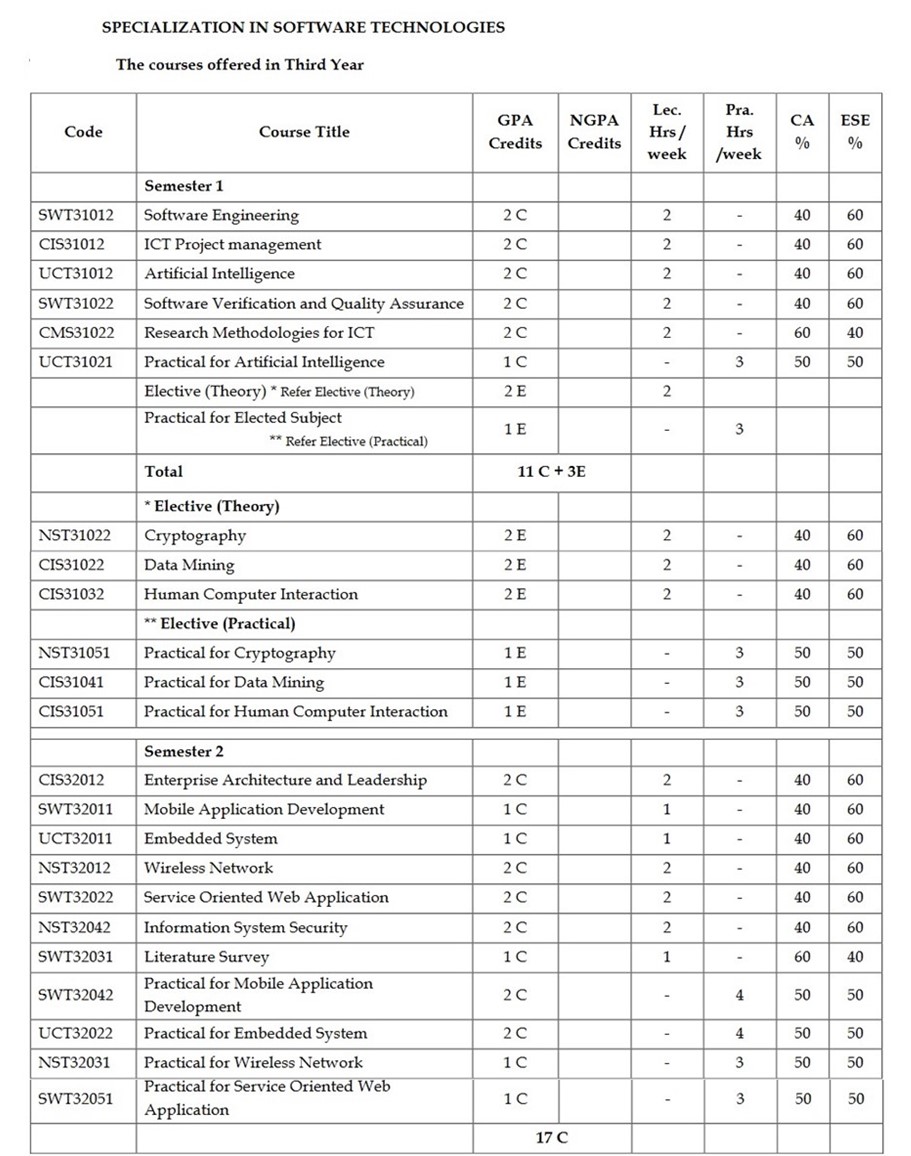 SPECIALIZATION IN SOFTWARE TECHNOLOGIES
The courses offered in Third Year
Code Course Title GPA Credits NGPA Credits Lec. Hrs/ week Pra. Hrs /week CA % ESE %
Semester 1
SWT31012 Software Engineering 2 C 2 - 40 60
CIS31012 ICT Project management 2 C 2 - 40 60
UCT31012 Artificial Intelligence 2 C 2 - 40 60
SWT31022 Software Verification and Quality Assurance 2 C 2 - 40 60
CMS31022 Research Methodologies for ICT 2 C 2 - 60 40
UCT31021 Practical for Artificial Intelligence 1 C - 3 50 50
Elective (Theory) * Refer Elective (Theory) 2 E 2
Practical for Elected Subject
** Refer Elective (Practical) 1 E - 3
Total 11 C + 3E
* Elective (Theory)
NST31022 Cryptography 2 E 2 - 40 60
CIS31022 Data Mining 2 E 2 - 40 60
CIS31032 Human Computer Interaction 2 E 2 - 40 60
** Elective (Practical)
NST31051 Practical for Cryptography 1 E - 3 50 50
CIS31041 Practical for Data Mining 1 E - 3 50 50
CIS31051 Practical for Human Computer Interaction 1 E - 3 50 50
Semester 2
CIS32012 Enterprise Architecture and Leadership 2 C 2 - 40 60
SWT32011 Mobile Application Development 1 C 1 - 40 60
UCT32011 Embedded System 1 C 1 - 40 60
NST32012 Wireless Network 2 C 2 - 40 60
SWT32022 Service Oriented Web Application 2 C 2 - 40 60
NST32042 Information System Security 2 C 2 - 40 60
SWT32031 Literature Survey 1 C 1 - 60 40
SWT32042 Practical for Mobile Application
Development 2 C - 4 50 50
UCT32022 Practical for Embedded System 2 C - 4 50 50
NST32031 Practical for Wireless Network 1 C - 3 50 50
SWT32051 Practical for Service Oriented Web
Application 1 C - 3 50 50
17 C